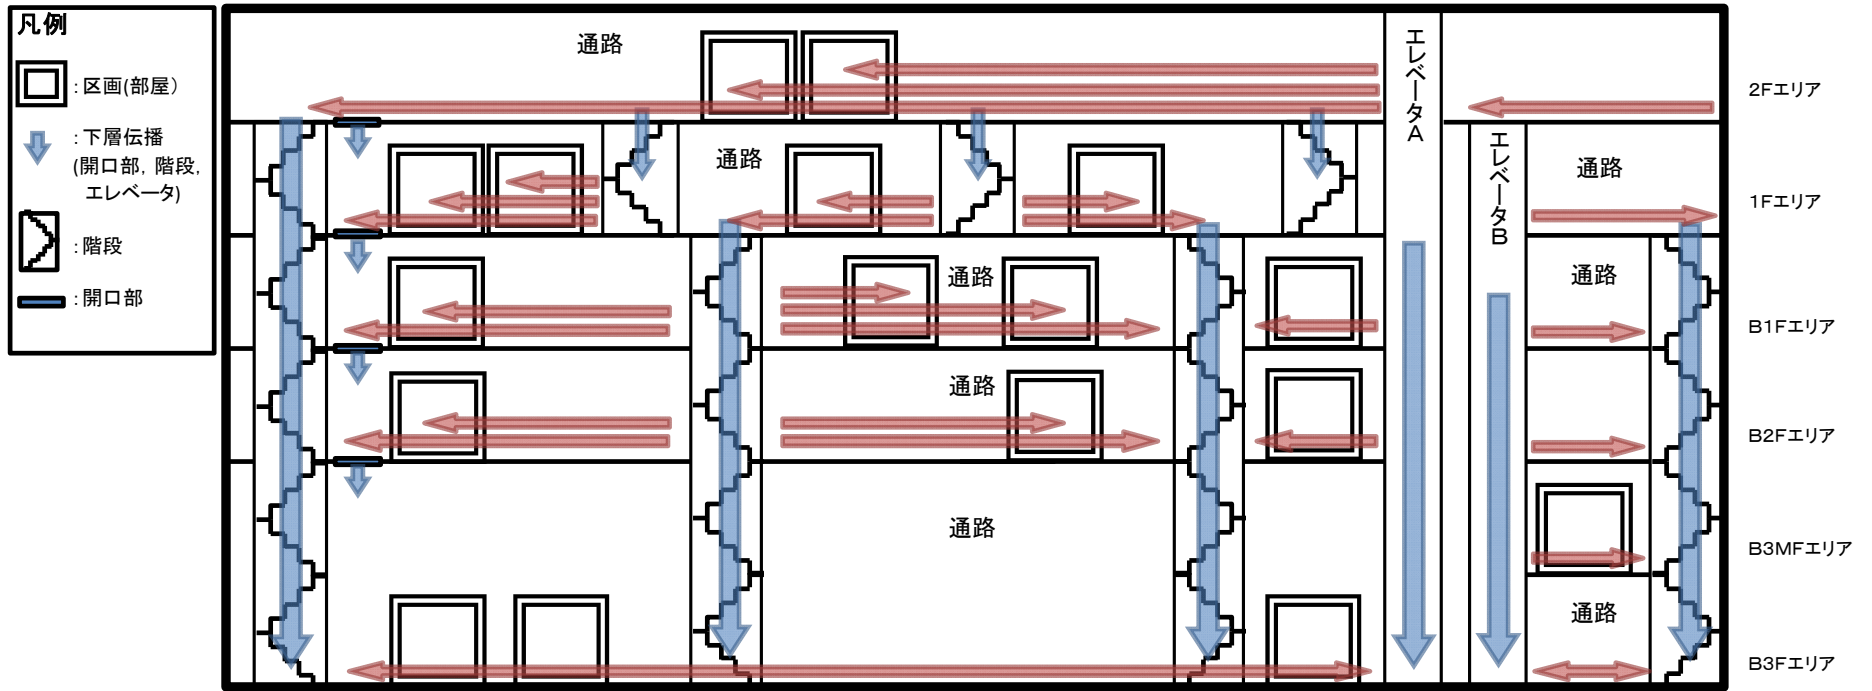 凡例
:区画(部屋）
:下層伝播
(開口部，階段，
エレベータ)
:階段
:開口部
通路
エレベータA
2Fエリア
エレベータB
通路
通路
1Fエリア
通路
通路
B1Fエリア
通路
B2Fエリア
通路
B3MFエリア
通路
B3Fエリア